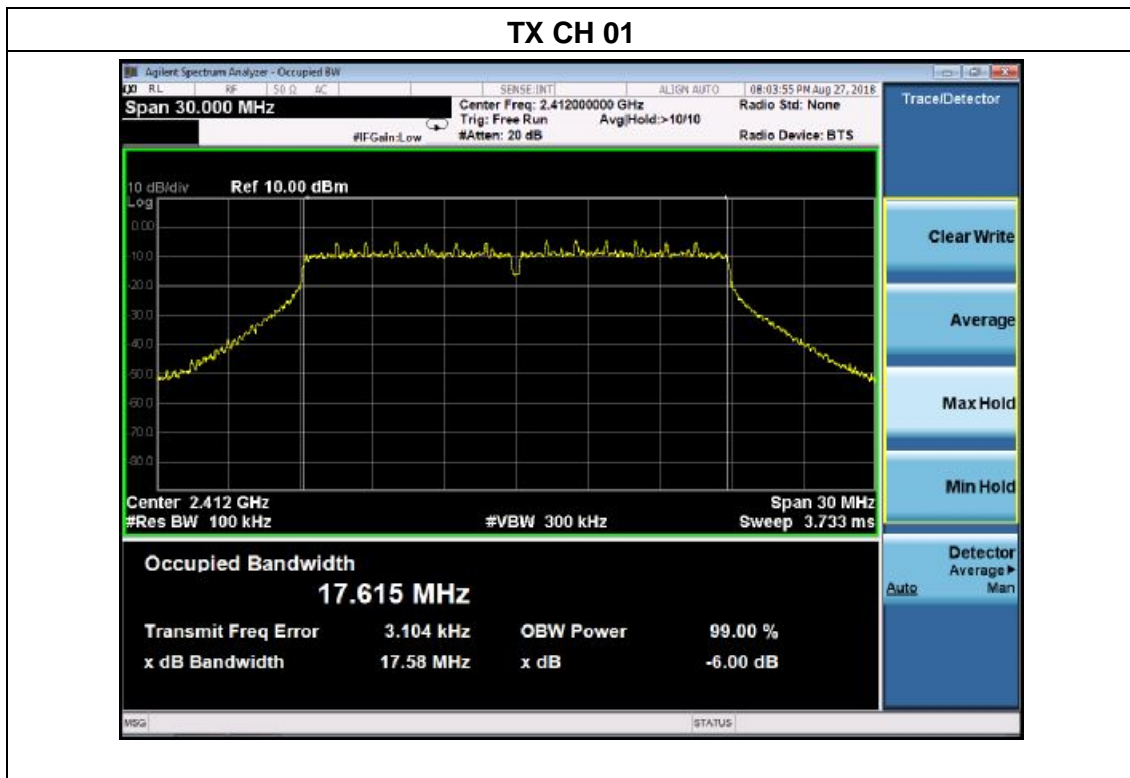 TX CH 01
Agilent Spectrum Analyzer - Occupied BW
RL RF 50 Ω AC SENSE:INT ALIGN AUTO 08:03:55 PM Aug 27, 2018
Span 30.000 MHz
Center Freq: 2.412000000 GHz
Radio Std: None
Trig: Free Run Avg|Hold:>10/10
#IFGain:Low
#Atten: 20 dB
Radio Device: BTS
Trace/Detector
10 dB/div Ref 10.00 dBm
Log
0.00
-10.0
-20.0
-30.0
-40.0
-50.0
-60.0
-70.0
-80.0
Clear Write
Average
Max Hold
Min Hold
Center 2.412 GHz
Span 30 MHz
#Res BW 100 kHz
#VBW 300 kHz
Sweep 3.733 ms
Detector
Average
Auto Man
Occupied Bandwidth
17.615 MHz
Transmit Freq Error 3.104 kHz OBW Power 99.00 %
x dB Bandwidth 17.58 MHz x dB -6.00 dB
MSG
STATUS